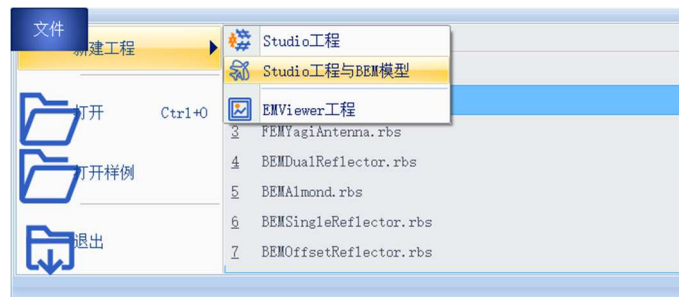 文件
新建工程
Studio工程
Studio工程与BEM模型
EMViewer工程
打开 Ctrl+O
打开样例
退出
3 FEMYagiAntenna.rbs
4 BEMDualReflector.rbs
5 BEMAlmond.rbs
6 BEMSingleReflector.rbs
7 BEMOffsetReflector.rbs